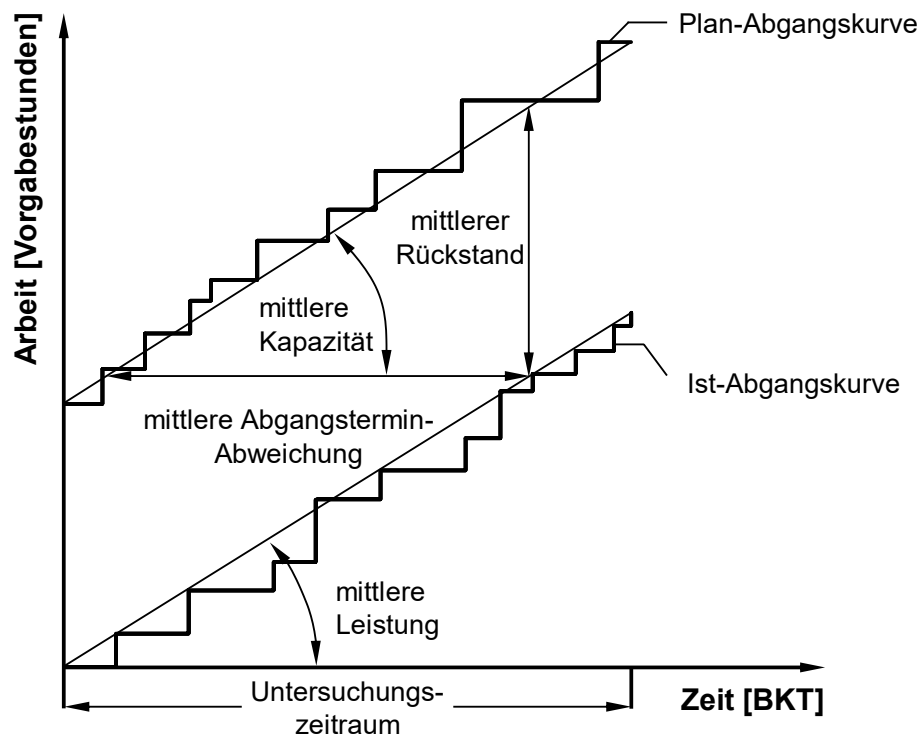 Plan-Abgangskurve
Arbeit [Vorgabestunden]
mittlerer
Rückstand
mittlere
Kapazität
Ist-Abgangskurve
mittlere Abgangstermin-
Abweichung
mittlere
Leistung
Untersuchungs-
zeitraum
Zeit [BKT]